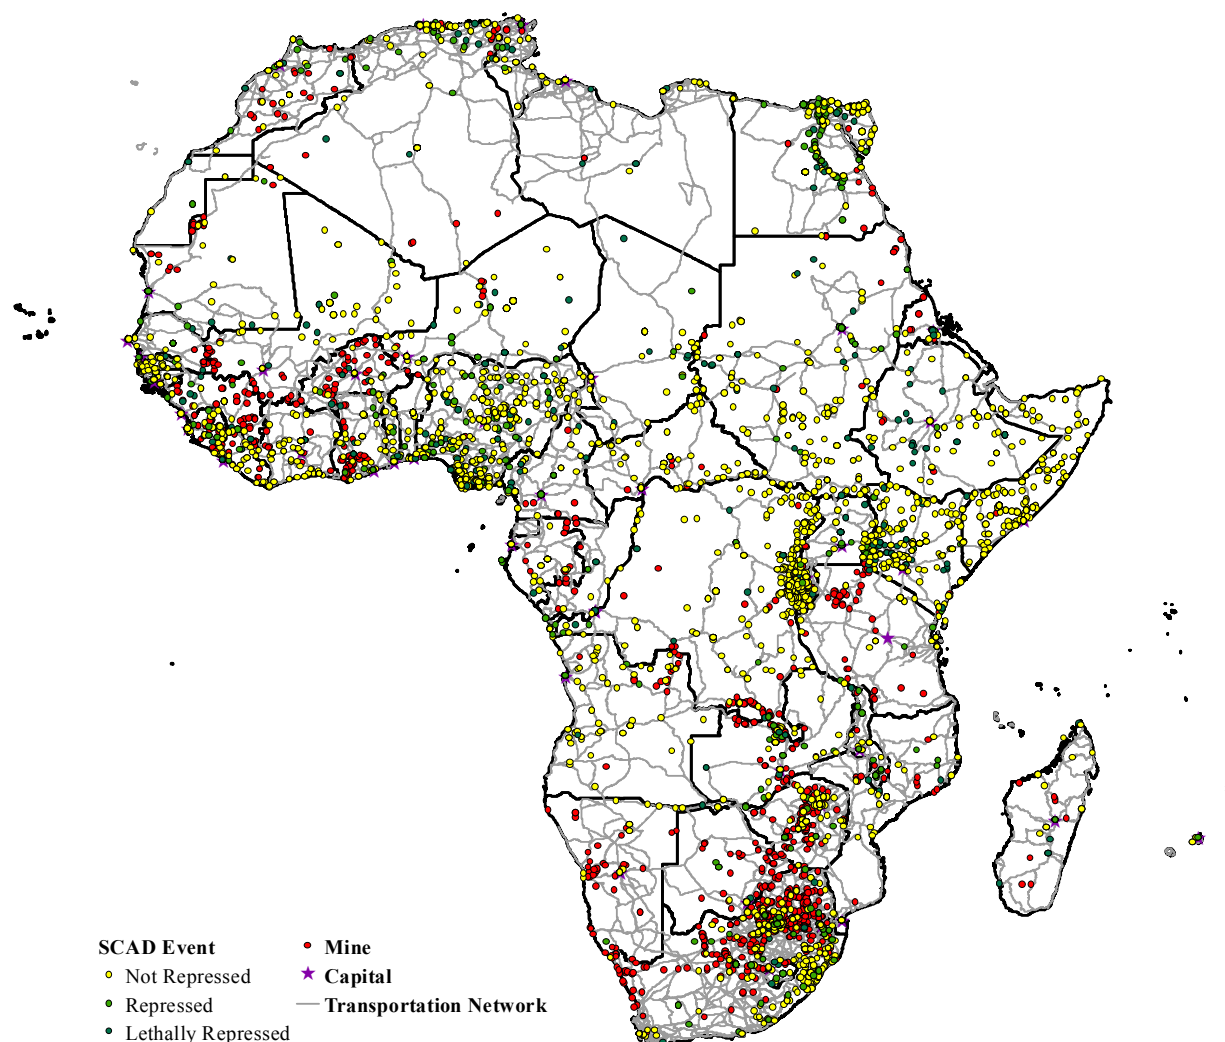 SCAD Event
Not Repressed
Repressed
Lethally Repressed
Mine
Capital
Transportation Network